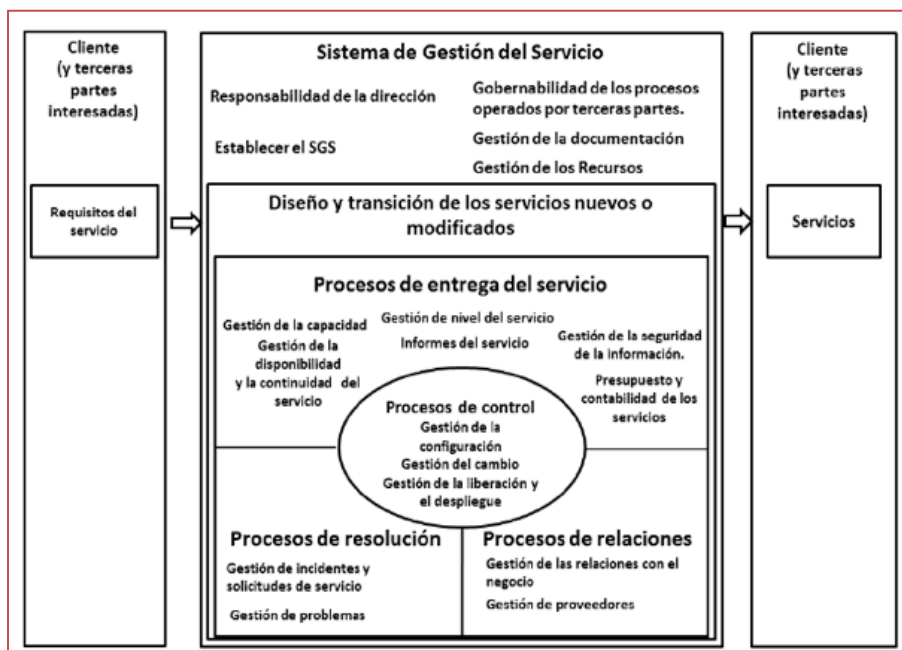 Cliente
(y terceras
partes
interesadas)
Requisitos del
servicio
Sistema de Gestión del Servicio
Responsabilidad de la dirección
Establecer el SGS
Gobernabilidad de los procesos
operados por terceras partes.
Gestión de la documentación
Gestión de los Recursos
Diseño y transición de los servicios nuevos o
modificados
Procesos de entrega del servicio
Gestión de la capacidad
Gestión de la
disponibilidad
y la continuidad del
servicio
Gestión de nivel del servicio
Informes del servicio
Gestión de la seguridad
de la información.
Presupuesto y
contabilidad de los
servicios
Procesos de control
Gestión de la
configuración
Gestión del cambio
Gestión de la liberación y
el despliegue
Procesos de resolución
Gestión de incidentes y
solicitudes de servicio
Gestión de problemas
Procesos de relaciones
Gestión de las relaciones con el
negocio
Gestión de proveedores
Cliente
(y terceras
partes
interesadas)
Servicios